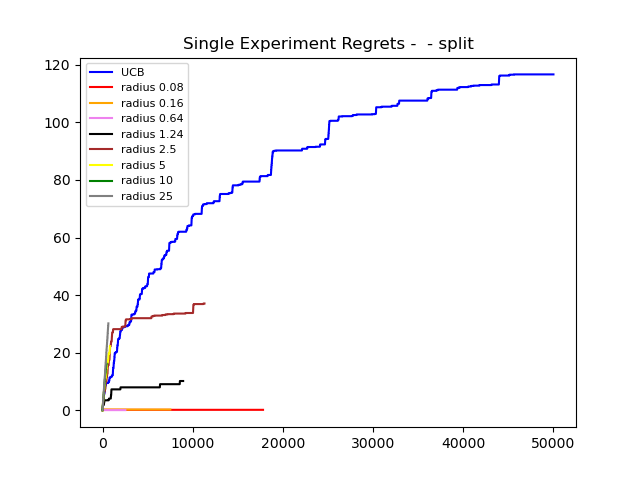 Single Experiment Regrets -  - split
120
100
80
60
40
20
0
UCB
radius 0.08
radius 0.16
radius 0.64
radius 1.24
radius 2.5
radius 5
radius 10
radius 25
0 10000 20000 30000 40000 50000